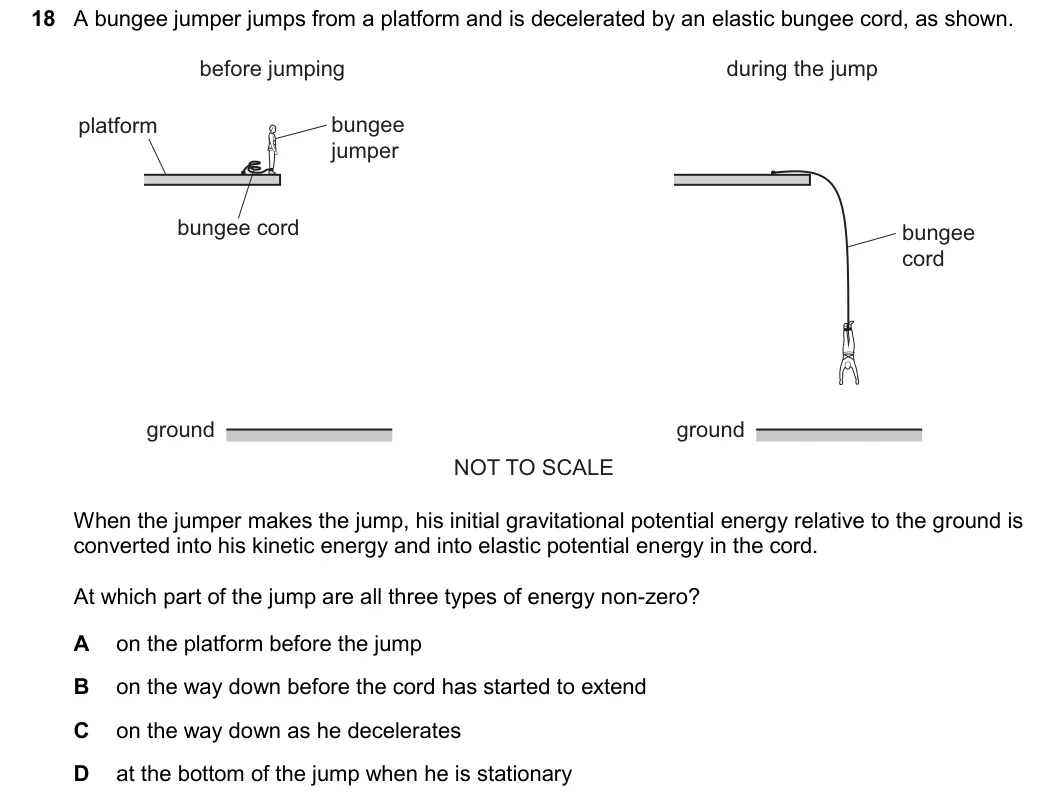 18 A bungee jumper jumps from a platform and is decelerated by an elastic bungee cord, as shown.
before jumping
during the jump
platform
bungee
jumper
bungee cord
bungee
cord
ground
ground
NOT TO SCALE
When the jumper makes the jump, his initial gravitational potential energy relative to the ground is
converted into his kinetic energy and into elastic potential energy in the cord.
At which part of the jump are all three types of energy non-zero?
A on the platform before the jump
B on the way down before the cord has started to extend
C on the way down as he decelerates
D at the bottom of the jump when he is stationary